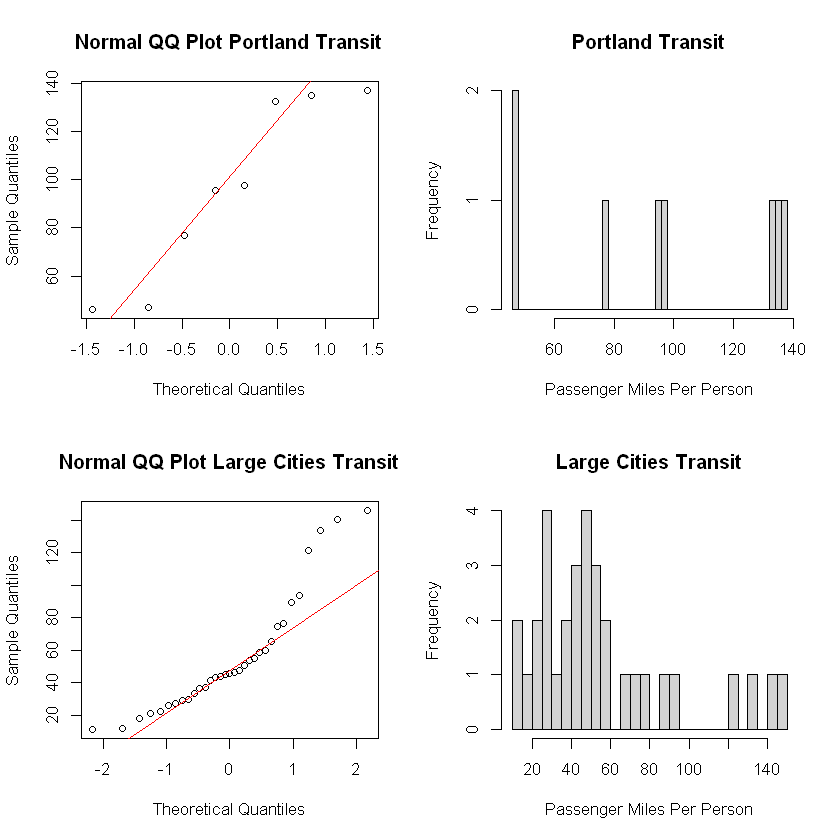 Normal QQ Plot Portland Transit
Sample Quantiles
140
120
100
80
60
-1.5 -1.0 -0.5 0.0 0.5 1.0 1.5
Theoretical Quantiles
Portland Transit
Frequency
2
1
0
60 80 100 120 140
Passenger Miles Per Person
Normal QQ Plot Large Cities Transit
Sample Quantiles
120
80
60
40
20
-2 -1 0 1 2
Theoretical Quantiles
Large Cities Transit
Frequency
4
3
2
1
0
20 40 60 80 100 140
Passenger Miles Per Person